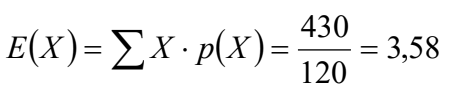 E(X) = ∑ X · p(X) = 430/120 = 3,58